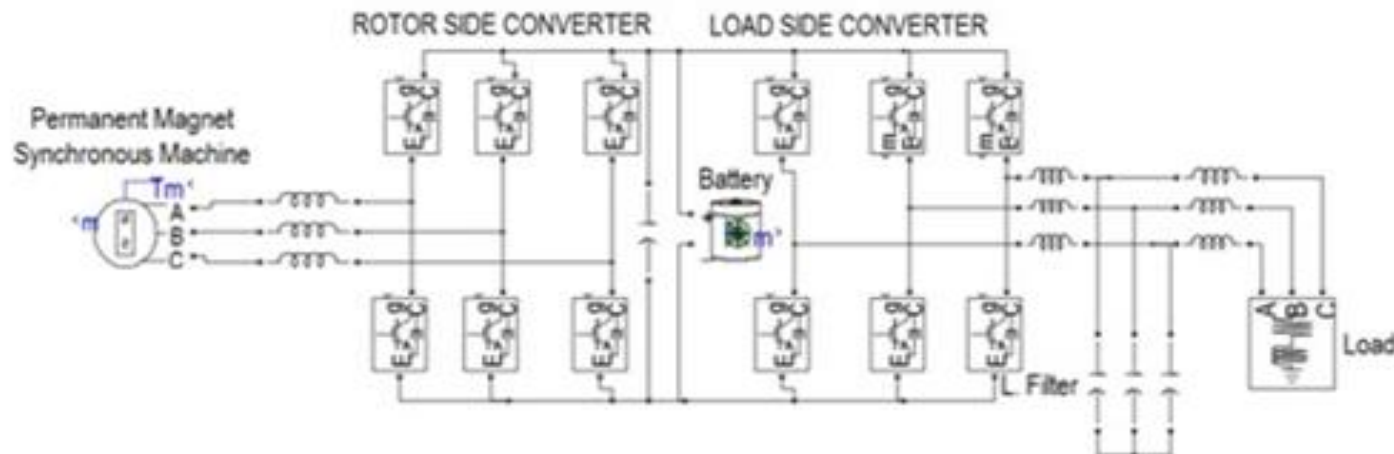 ROTOR SIDE CONVERTER
LOAD SIDE CONVERTER
Permanent Magnet
Synchronous Machine
Tm
m
A
B
C
Battery
m
g C
E
g C
E
g C
E
g C
E
g C
m E
g C
m E
g C
E
g C
E
g C
E
g C
E
g C
E
g C
E
L. Filter
A B C
Load